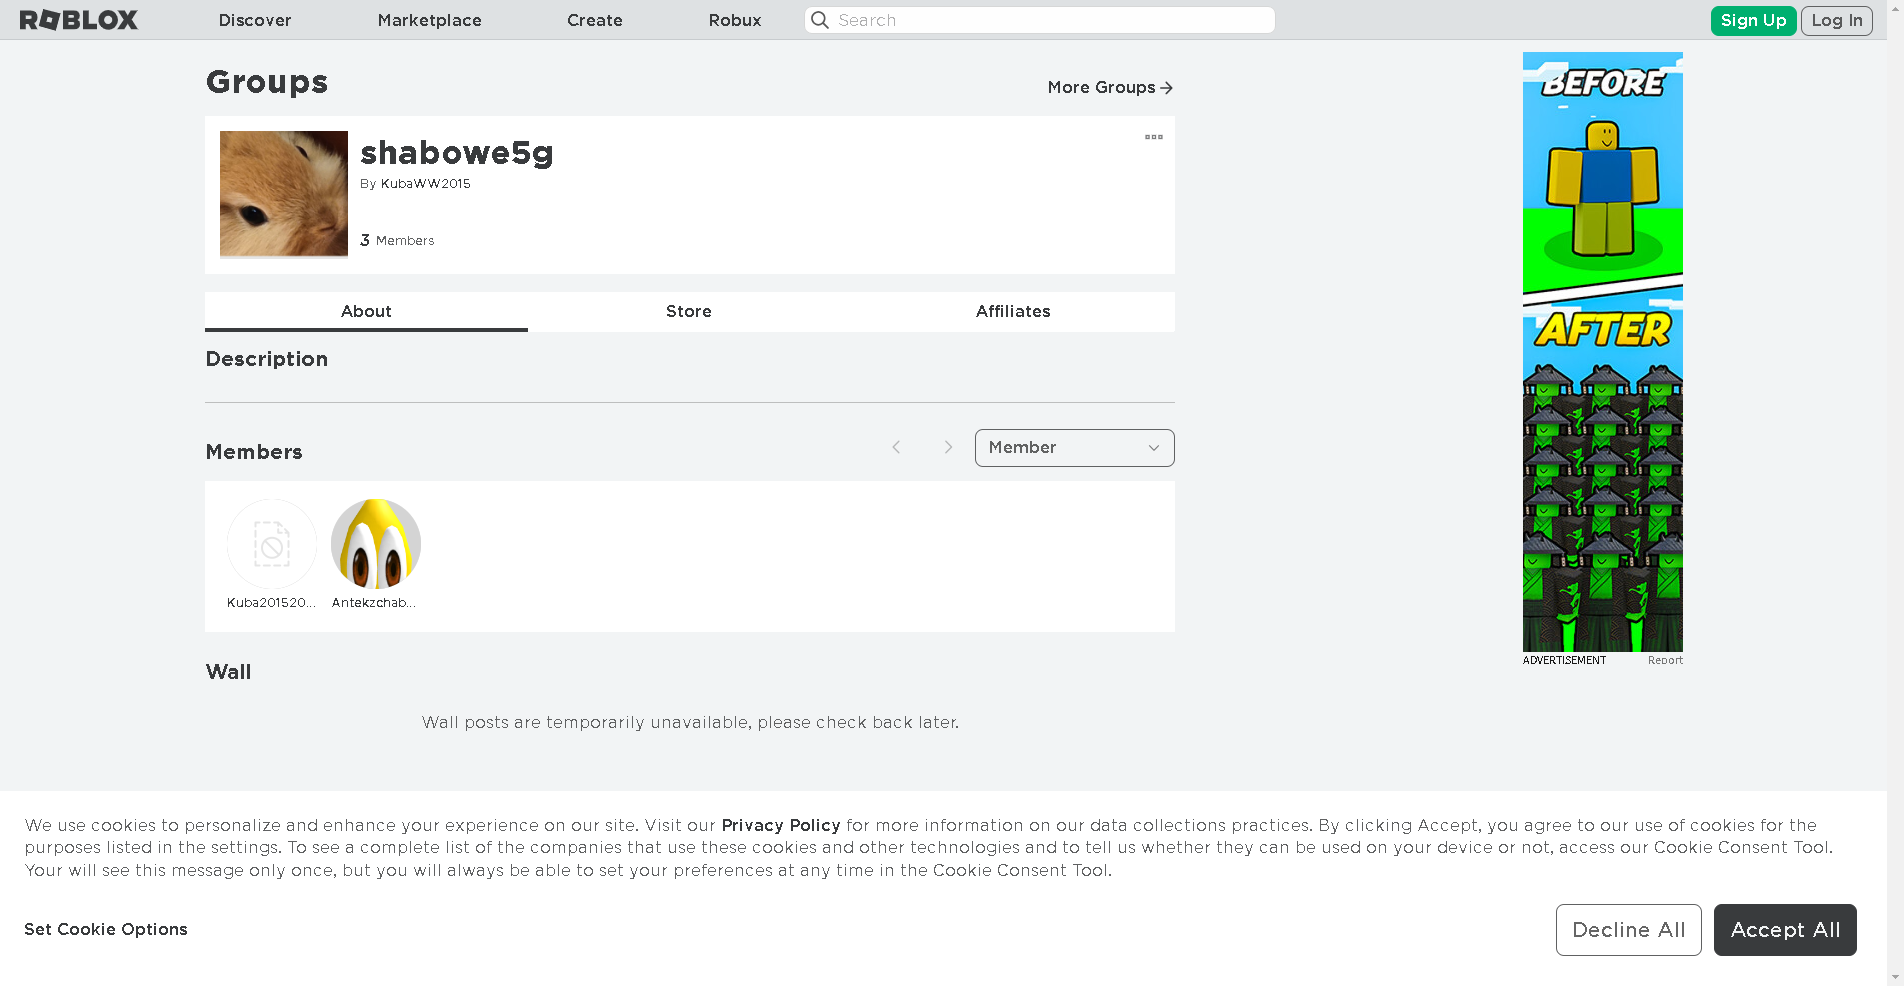 ROBLOX
Discover
Marketplace
Create
Robux
Search
Sign Up
Log In
Groups
More Groups
shabowe5g
By KubaWW2015
3 Members
About
Store
Affiliates
Description
Members
Member
Kuba201520...
Antekzchab...
Wall
Wall posts are temporarily unavailable, please check back later.
BEFORE
AFTER
ADVERTISEMENT
Report
We use cookies to personalize and enhance your experience on our site. Visit our Privacy Policy for more information on our data collections practices. By clicking Accept, you agree to our use of cookies for the
purposes listed in the settings. To see a complete list of the companies that use these cookies and other technologies and to tell us whether they can be used on your device or not, access our Cookie Consent Tool.
Your will see this message only once, but you will always be able to set your preferences at any time in the Cookie Consent Tool.
Set Cookie Options
Decline All
Accept All